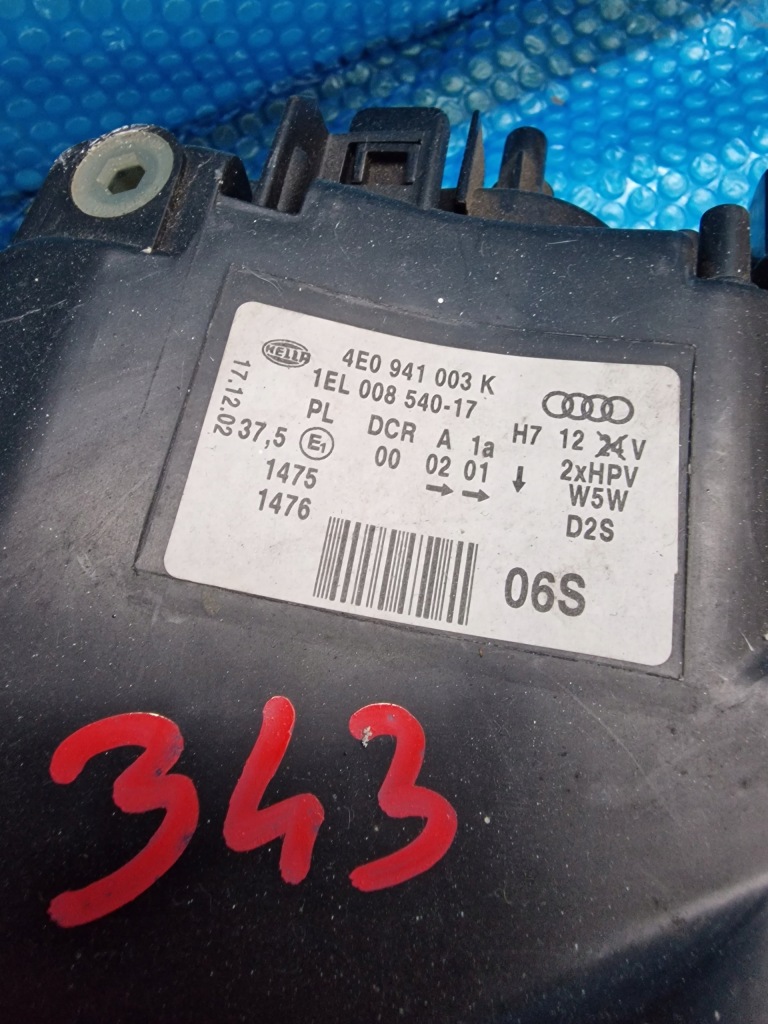 HELLA
4E0 941 003 K
1EL 008 540-17
17.12.02
PL DCR A 1a H7 12 24 V
37,5 E1 00 02 01 ↓ 2xHPV
→ → W5W
1475
1476 D2S
06S
343